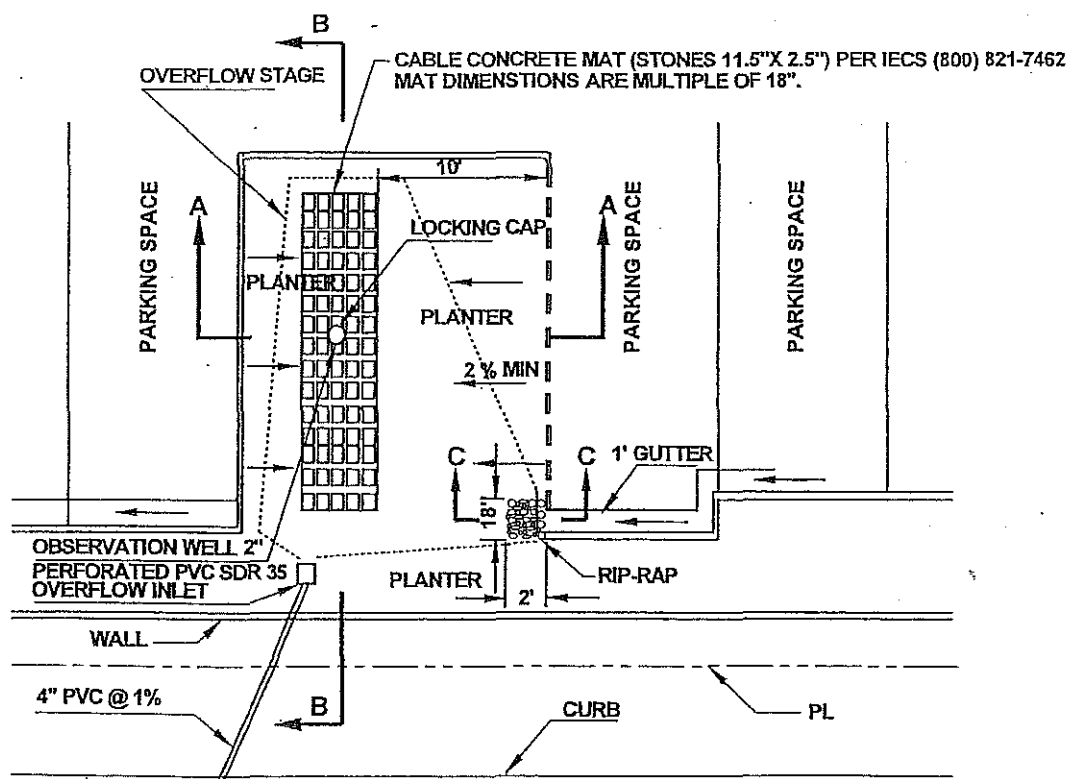 B
CABLE CONCRETE MAT (STONES 11.5"X 2.5") PER IECS (800) 821-7462
MAT DIMENSTIONS ARE MULTIPLE OF 18".
OVERFLOW STAGE
10'
PARKING SPACE
A
LOCKING CAP
A
PARKING SPACE
PARKING SPACE
PLANTER
PLANTER
2 % MIN
C
C
1' GUTTER
18"
OBSERVATION WELL 2"
PERFORATED PVC SDR 35
OVERFLOW INLET
PLANTER
RIP-RAP
2'
WALL
4" PVC @ 1%
B
CURB
PL